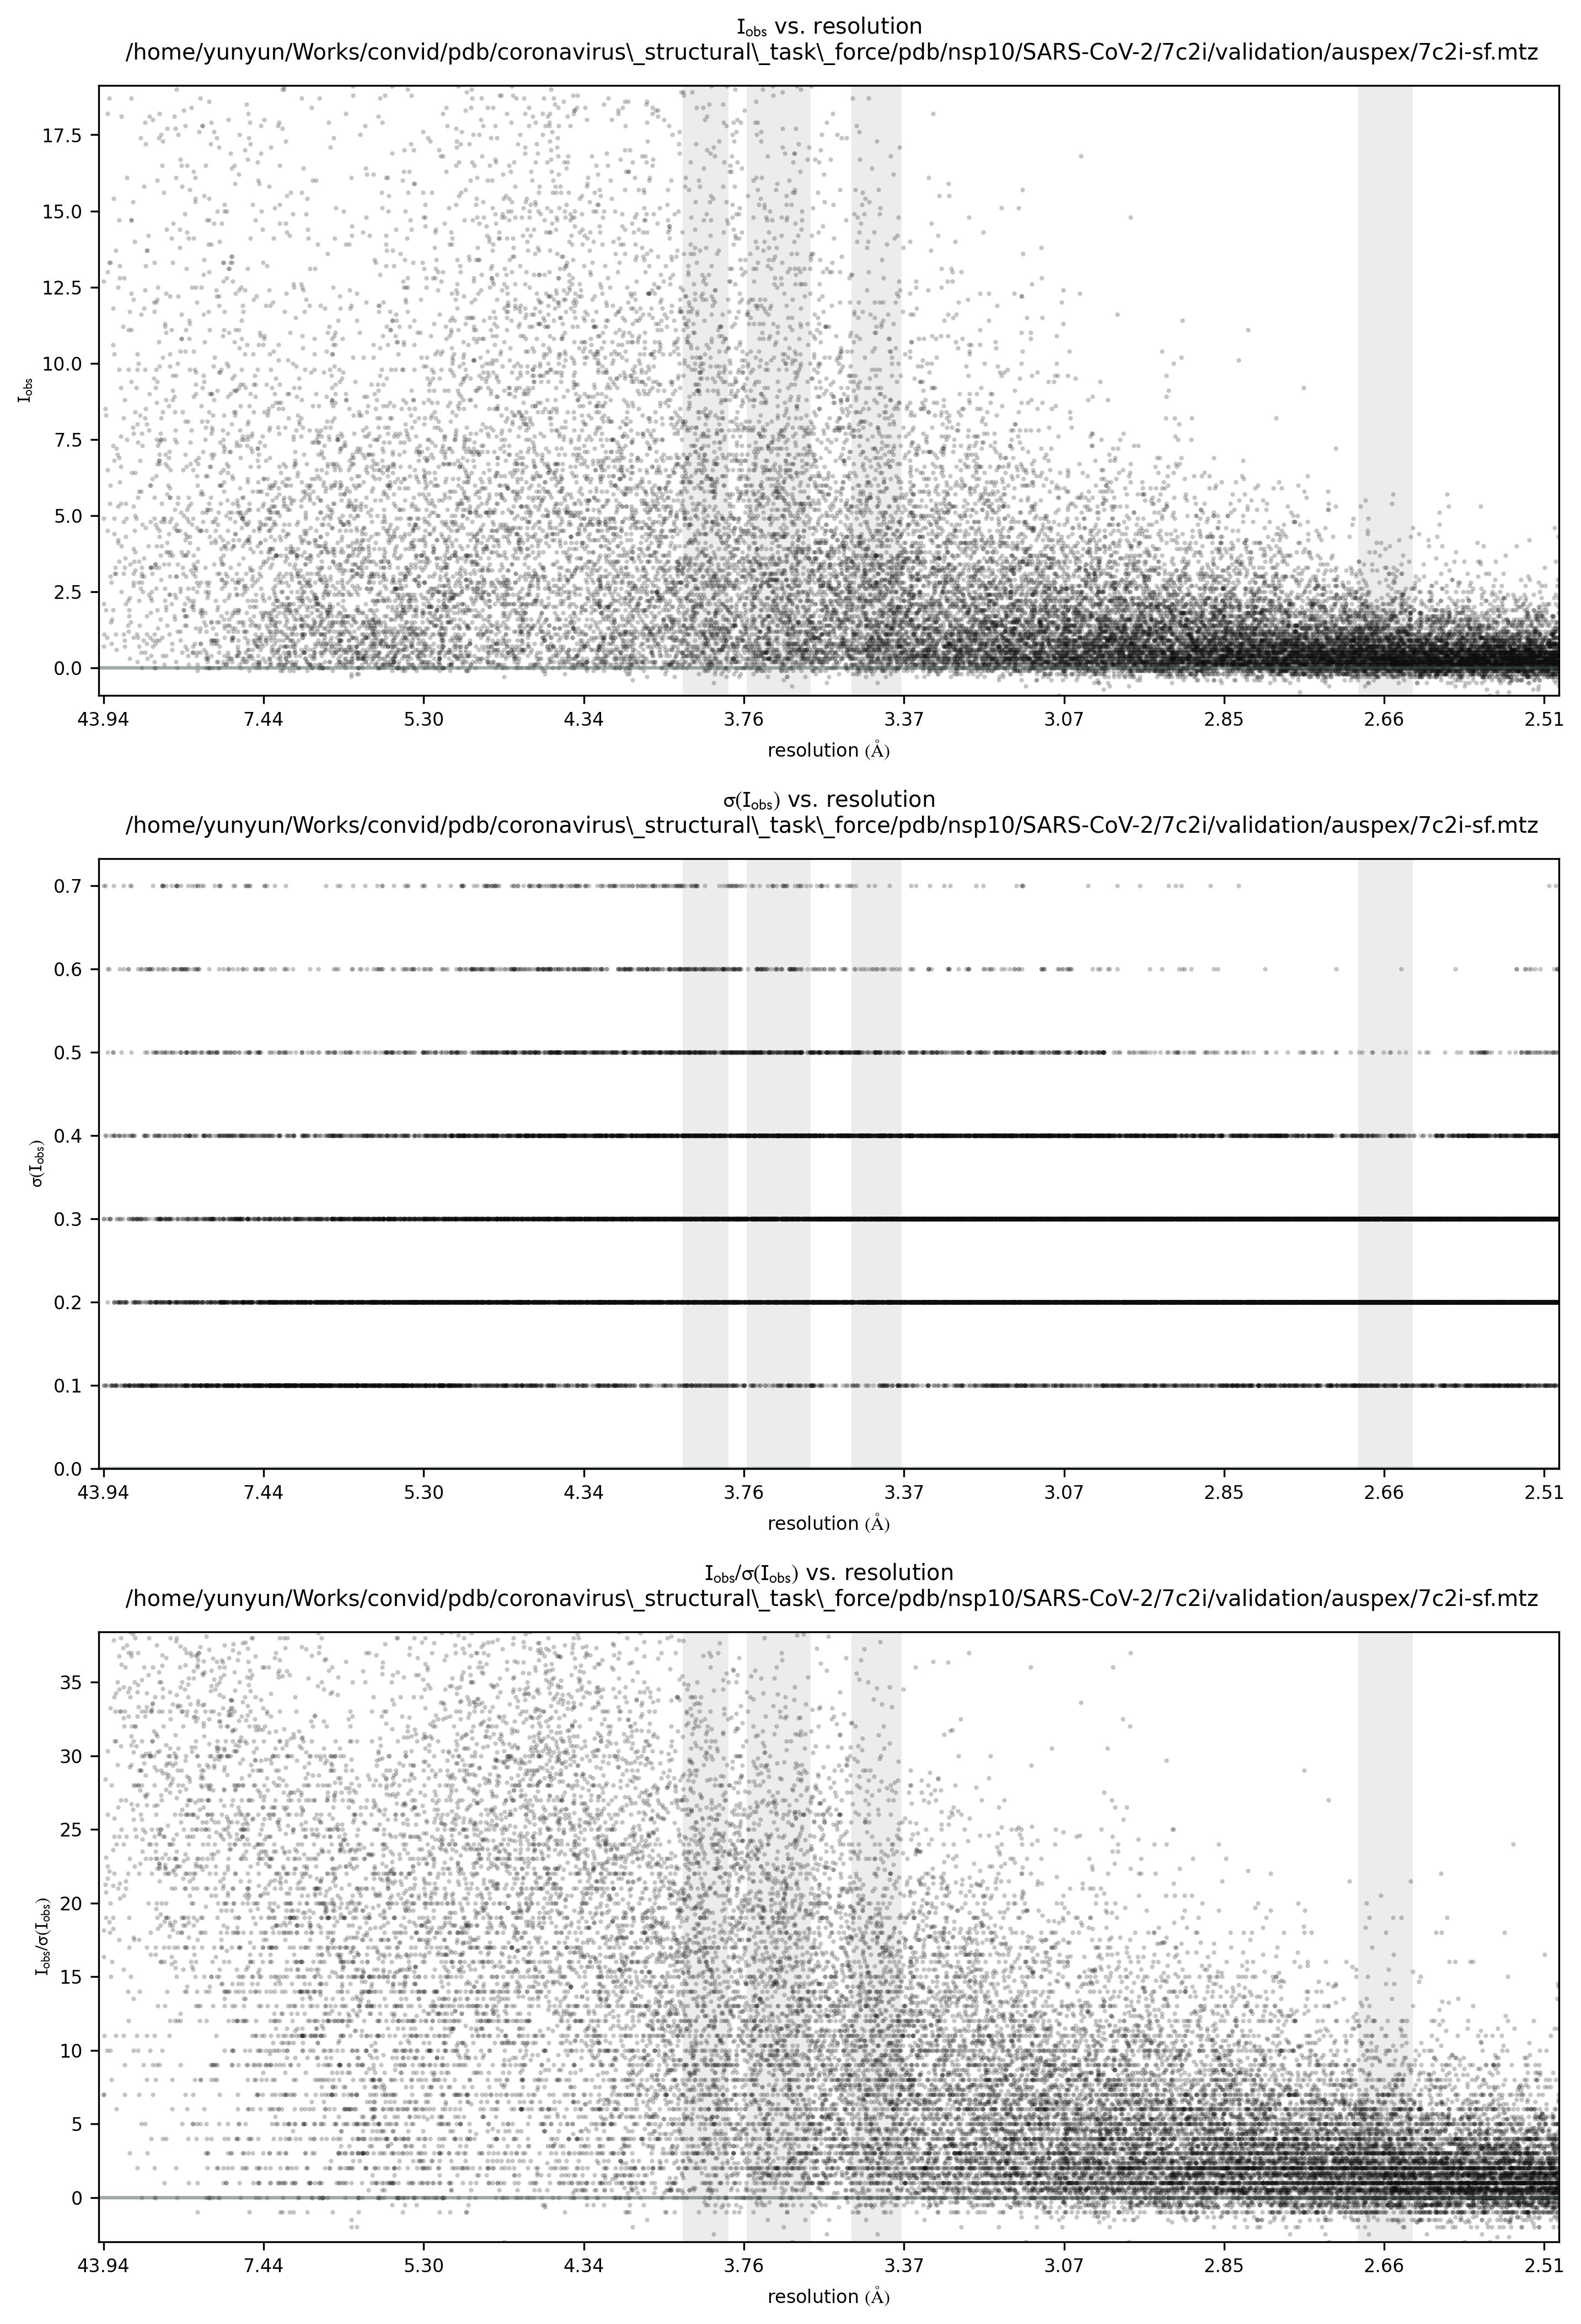 I_obs vs. resolution
/home/yunyun/Works/convid/pdb/coronavirus\_structural\_task\_force/pdb/nsp10/SARS-CoV-2/7c2i/validation/auspex/7c2i-sf.mtz
17.5
15.0
12.5
10.0
7.5
5.0
2.5
0.0
I_obs
43.94 7.44 5.30 4.34 3.76 3.37 3.07 2.85 2.66 2.51
resolution (Å)
σ(I_obs) vs. resolution
/home/yunyun/Works/convid/pdb/coronavirus\_structural\_task\_force/pdb/nsp10/SARS-CoV-2/7c2i/validation/auspex/7c2i-sf.mtz
0.7
0.6
0.5
0.4
0.3
0.2
0.1
0.0
σ(I_obs)
43.94 7.44 5.30 4.34 3.76 3.37 3.07 2.85 2.66 2.51
resolution (Å)
I_obs/σ(I_obs) vs. resolution
/home/yunyun/Works/convid/pdb/coronavirus\_structural\_task\_force/pdb/nsp10/SARS-CoV-2/7c2i/validation/auspex/7c2i-sf.mtz
35
30
25
20
15
10
5
0
I_obs/σ(I_obs)
43.94 7.44 5.30 4.34 3.76 3.37 3.07 2.85 2.66 2.51
resolution (Å)